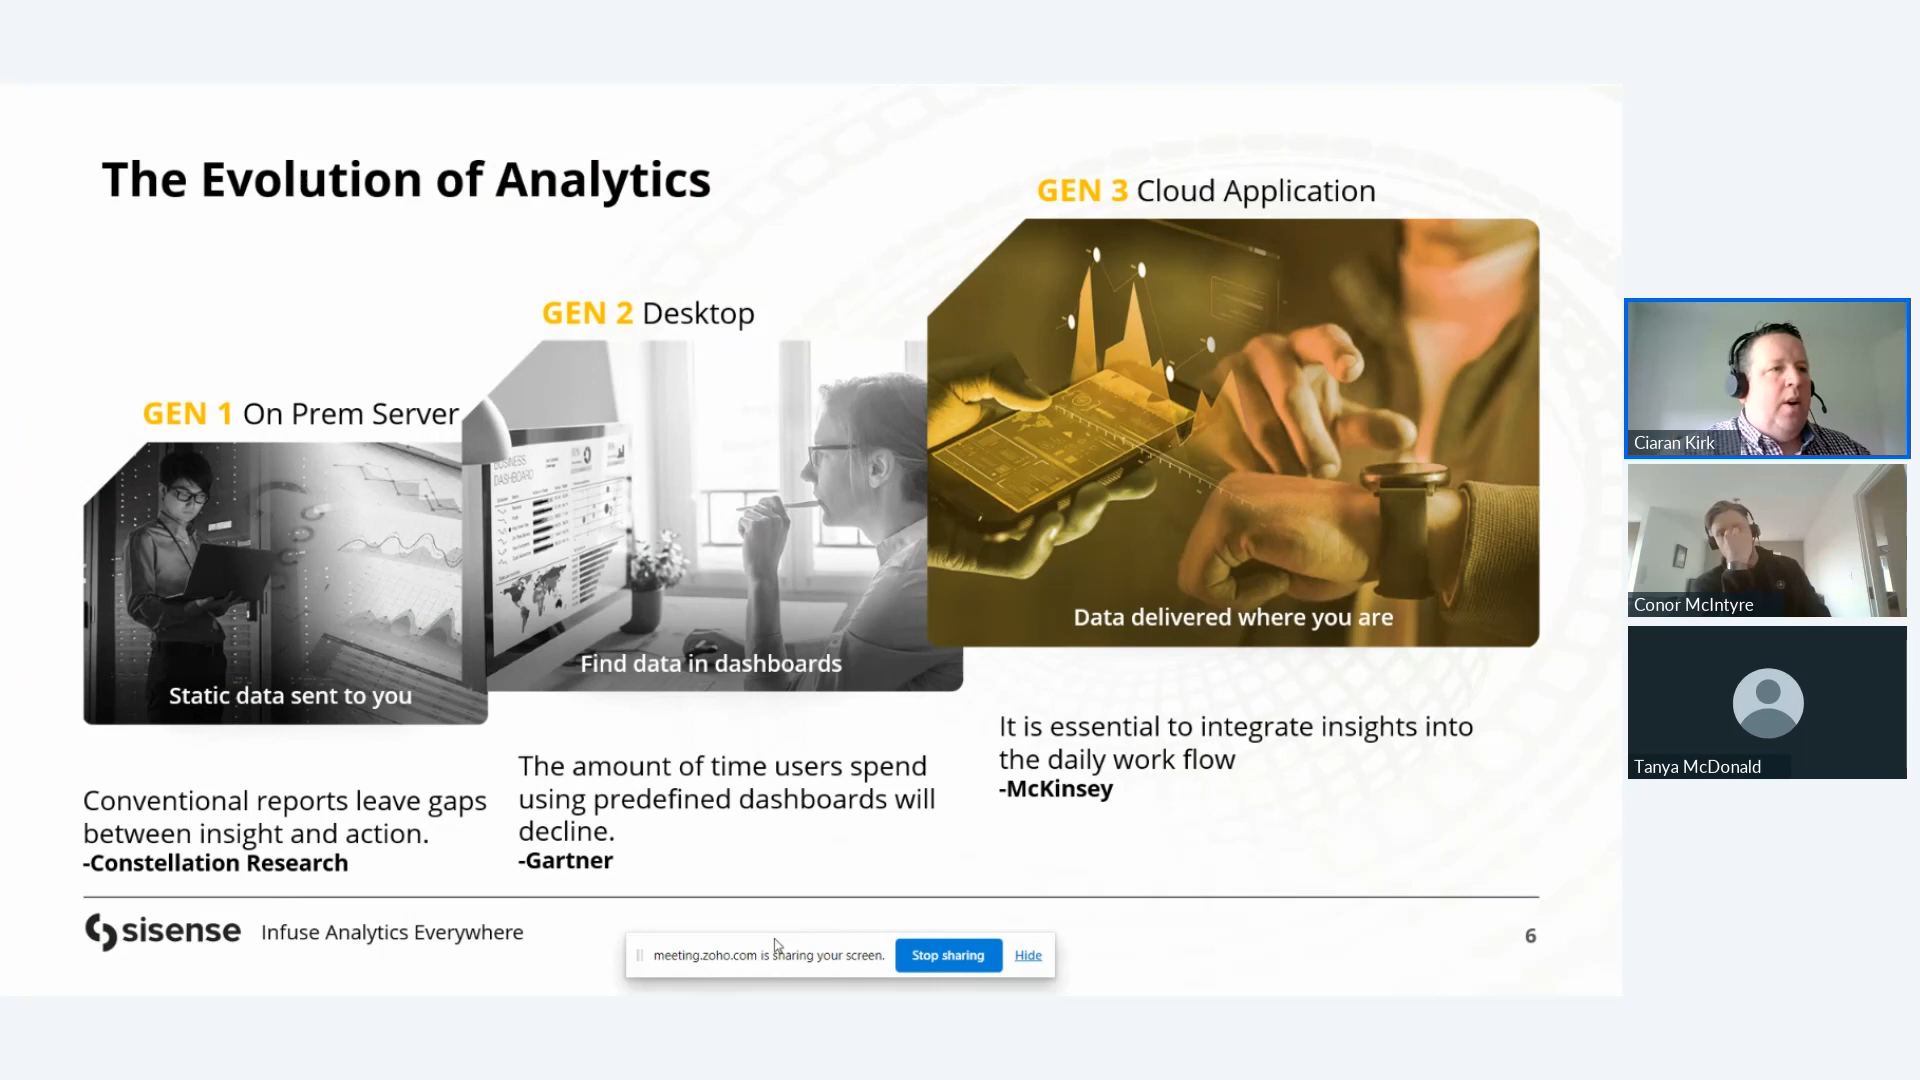 The Evolution of Analytics
GEN 3 Cloud Application
GEN 2 Desktop
GEN 1 On Prem Server
BUSINESS
DASHBOARD
Data delivered where you are
Find data in dashboards
Static data sent to you
It is essential to integrate insights into
the daily work flow
-McKinsey
The amount of time users spend
using predefined dashboards will
decline.
-Gartner
Conventional reports leave gaps
between insight and action.
-Constellation Research
sisense Infuse Analytics Everywhere
6
meeting.zoho.com is sharing your screen. Stop sharing Hide
Ciaran Kirk
Conor McIntyre
Tanya McDonald